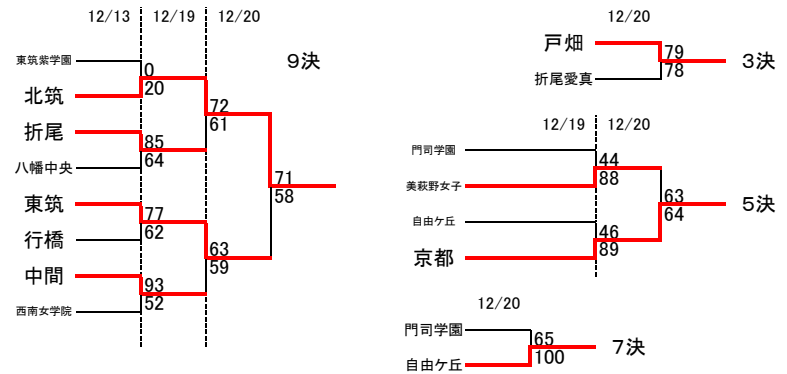 12/13 12/19 12/20
9決
東筑紫学園
0
北筑
20
72
折尾
61
85
八幡中央
64
71
58
東筑
77
行橋
62
63
中間
59
93
西南女学院
52
12/20
戸畑
79
3決
折尾愛真
78
12/19 12/20
門司学園
44
美萩野女子
88
63
5決
自由ケ丘
64
46
京都
89
12/20
門司学園
65
7決
自由ケ丘
100